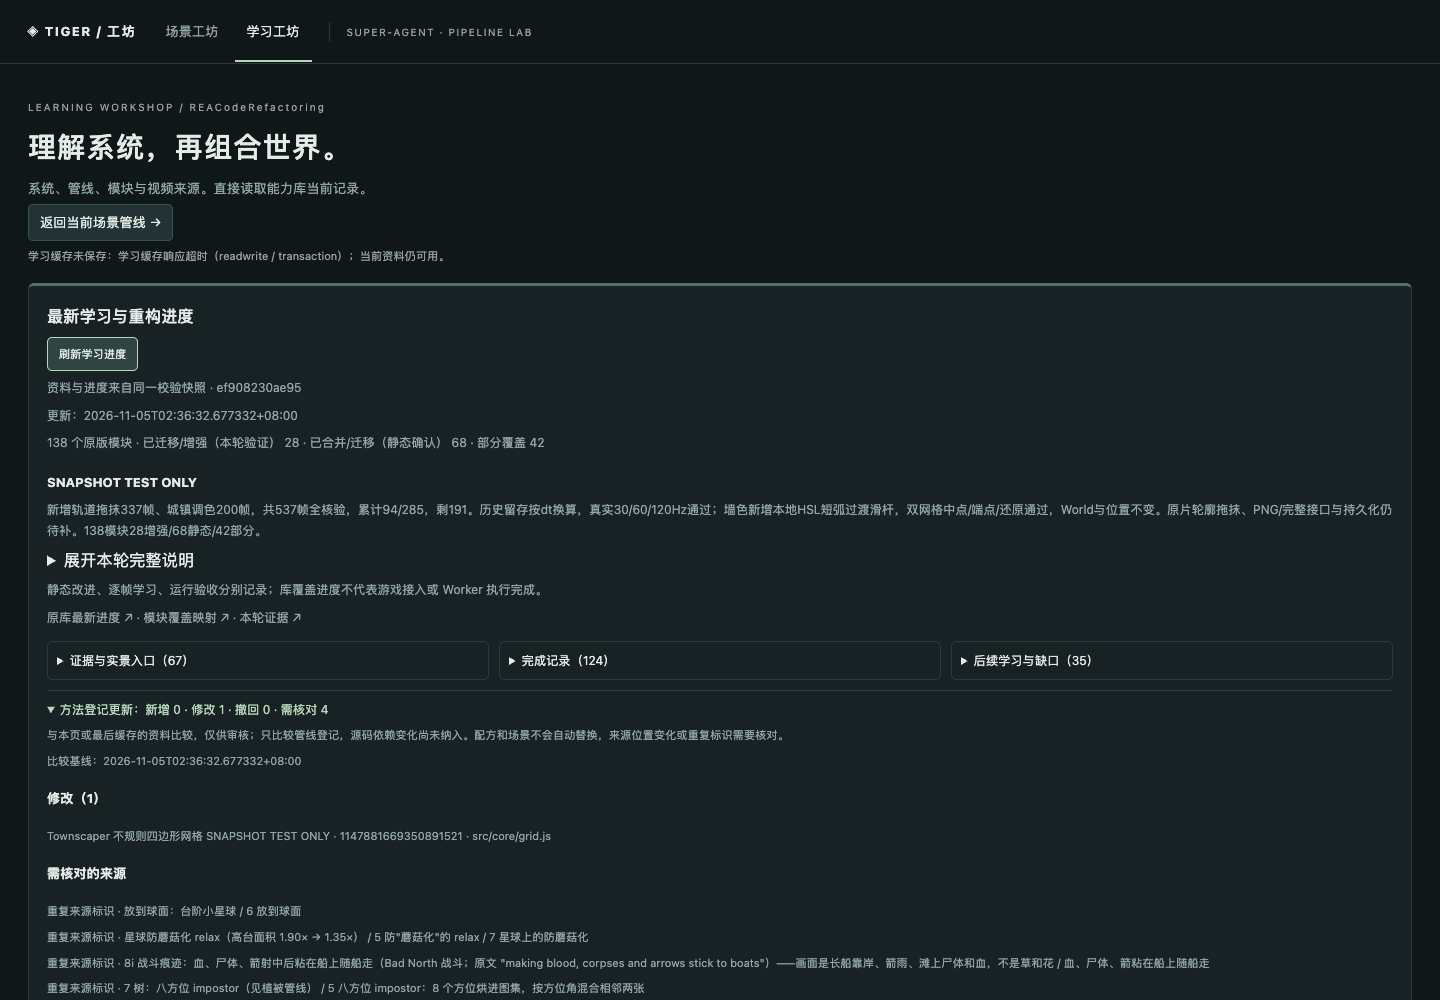 ◈ TIGER / 工坊 场景工坊 学习工坊 SUPER-AGENT · PIPELINE LAB
LEARNING WORKSHOP / REACodeRefactoring
理解系统，再组合世界。
系统、管线、模块与视频来源。直接读取能力库当前记录。
返回当前场景管线 →
学习缓存未保存：学习缓存响应超时（readwrite / transaction）；当前资料仍可用。
最新学习与重构进度
刷新学习进度
资料与进度来自同一校验快照 · ef908230ae95
更新：2026-11-05T02:36:32.677332+08:00
138 个原版模块 · 已迁移/增强（本轮验证） 28 · 已合并/迁移（静态确认） 68 · 部分覆盖 42
SNAPSHOT TEST ONLY
新增轨道拖抹337帧、城镇调色200帧，共537帧全核验，累计94/285，剩191。历史留存按dt换算，真实30/60/120Hz通过；墙色新增本地HSL短弧过渡滑杆，双网格中点/端点/还原通过，World与位置不变。原片轮廓拖抹、PNG/完整接口与持久化仍
待补。138模块28增强/68静态/42部分。
▶ 展开本轮完整说明
静态改进、逐帧学习、运行验收分别记录；库覆盖进度不代表游戏接入或 Worker 执行完成。
原库最新进度 ↗ · 模块覆盖映射 ↗ · 本轮证据 ↗
▶ 证据与实景入口（67） ▶ 完成记录（124） ▶ 后续学习与缺口（35）
▼ 方法登记更新：新增 0 · 修改 1 · 撤回 0 · 需核对 4
与本页或最后缓存的资料比较，仅供审核；只比较管线登记，源码依赖变化尚未纳入。配方和场景不会自动替换，来源位置变化或重复标识需要核对。
比较基线：2026-11-05T02:36:32.677332+08:00
修改（1）
Townscaper 不规则四边形网格 SNAPSHOT TEST ONLY · 1147881669350891521 · src/core/grid.js
需核对的来源
重复来源标识 · 放到球面：台阶小星球 / 6 放到球面
重复来源标识 · 星球防蘑菇化 relax（高台面积 1.90× → 1.35×） / 5 防"蘑菇化"的 relax / 7 星球上的防蘑菇化
重复来源标识 · 8i 战斗痕迹：血、尸体、箭射中后粘在船上随船走（Bad North 战斗；原文 "making blood, corpses and arrows stick to boats"）——画面是长船靠岸、箭雨、滩上尸体和血，不是草和花 / 血、尸体、箭粘在船上随船走
重复来源标识 · 7 树：八方位 impostor（见植被管线） / 5 八方位 impostor：8 个方位烘进图集，按方位角混合相邻两张